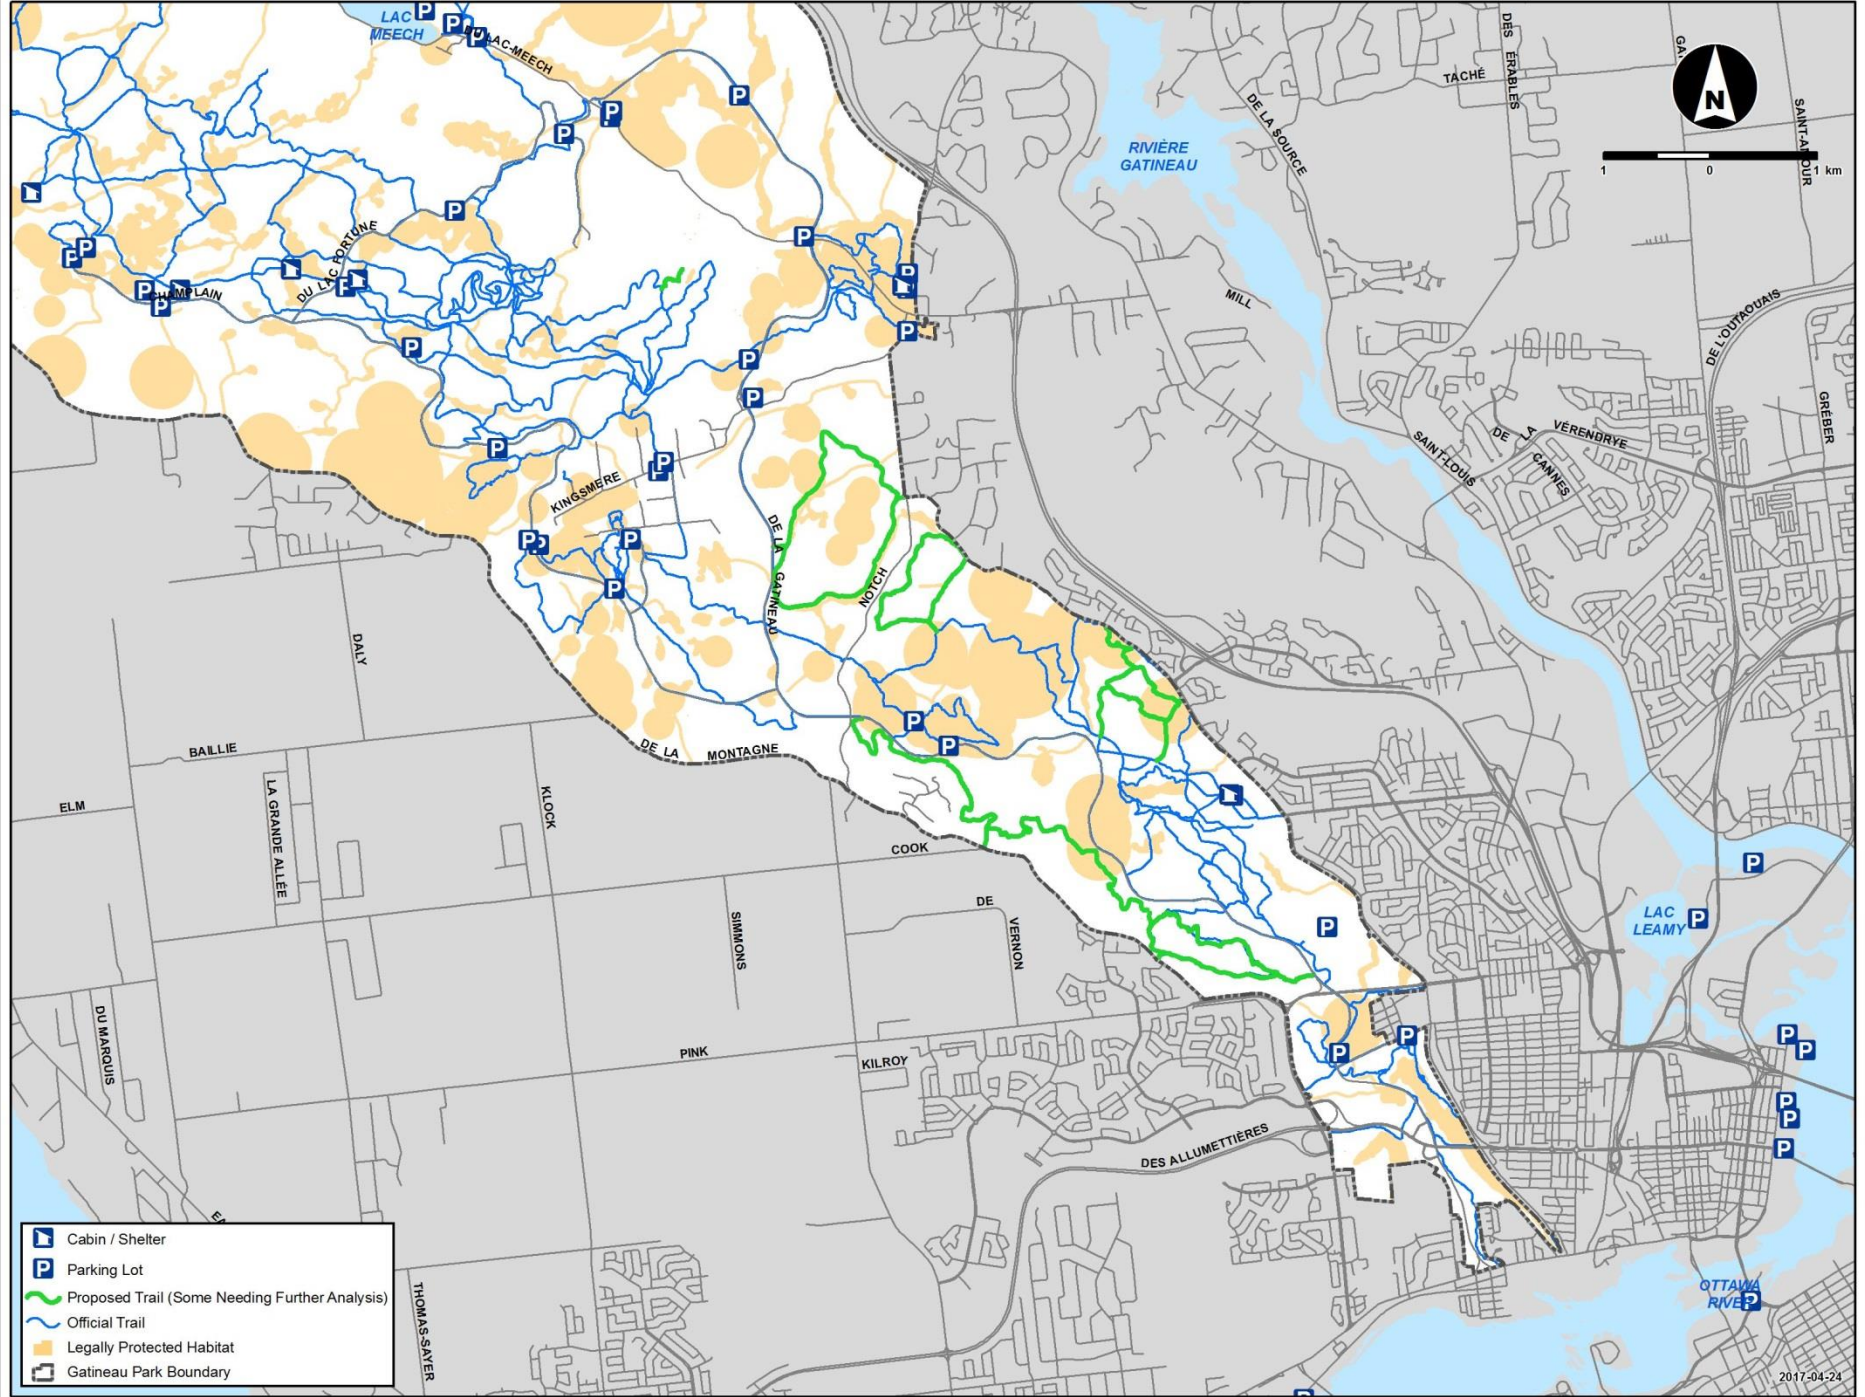 LAC
MEECH
DU LAC-MEECH
DES ÉRABLES
TACHÉ
DE LA SOURCE
N
SAINT-AMOUR
RIVIÈRE
GATINEAU
1 0 1 km
DU LAC FORTUNE
CHAMPLAIN
MILL
DE L'OUTAOUAIS
GRÉBER
DE LA VÉRENDRYE
CANNES
SAINT-LOUIS
KINGSMERE
DE LA GATINEAU
NOTCH
DALY
DE LA MONTAGNE
BAILLIE
ELM
LA GRANDE ALLÉE
KLOCK
COOK
SIMMONS
DE
VERNON
LAC
LEAMY
DU MARQUIS
PINK
KILROY
DES ALLUMETTIÈRES
THOMAS-SAYER
OTTAWA
RIVER
P
Cabin / Shelter
P Parking Lot
Proposed Trail (Some Needing Further Analysis)
Official Trail
Legally Protected Habitat
Gatineau Park Boundary
2017-04-24